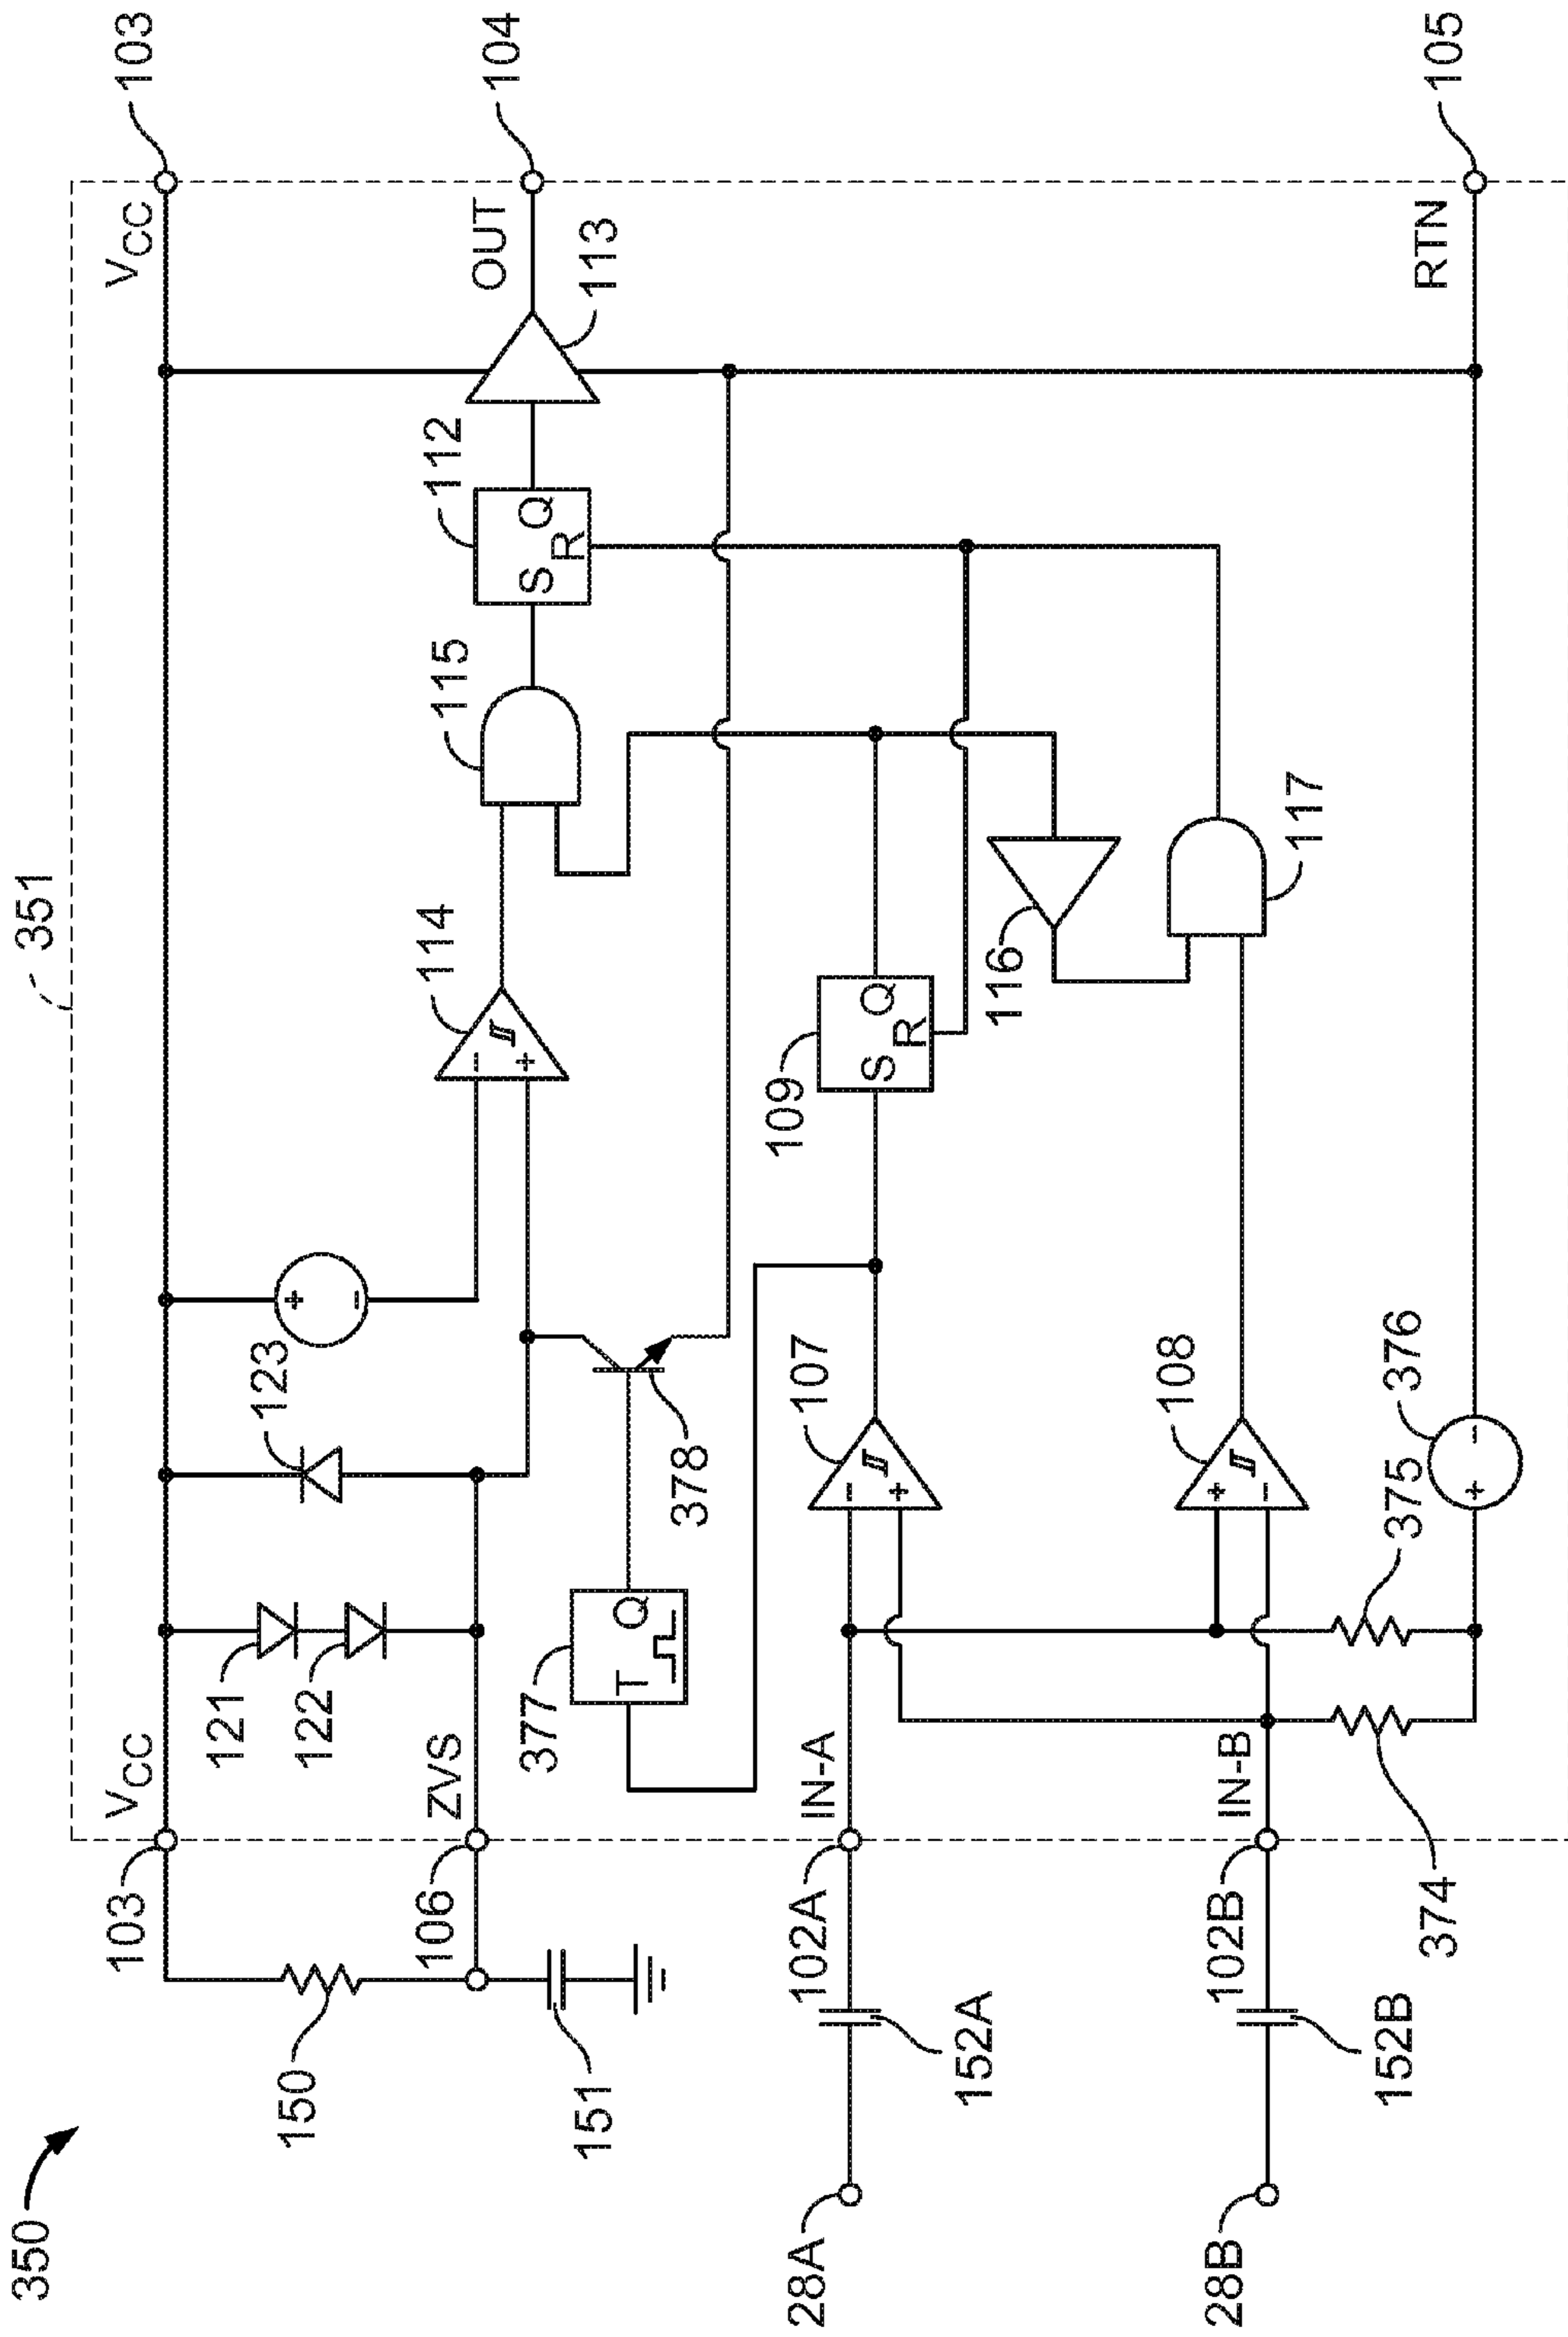 350
351
103
VCC
VCC
103
150
121
122
123
114
115
112
OUT
104
S
Q
R
113
106
ZVS
-
+
+
-
151
377
T
Q
378
28A
152A
102A
IN-A
107
-
+
109
S
Q
R
116
117
28B
152B
102B
IN-B
108
+
-
374
375
376
+
-
RTN
105